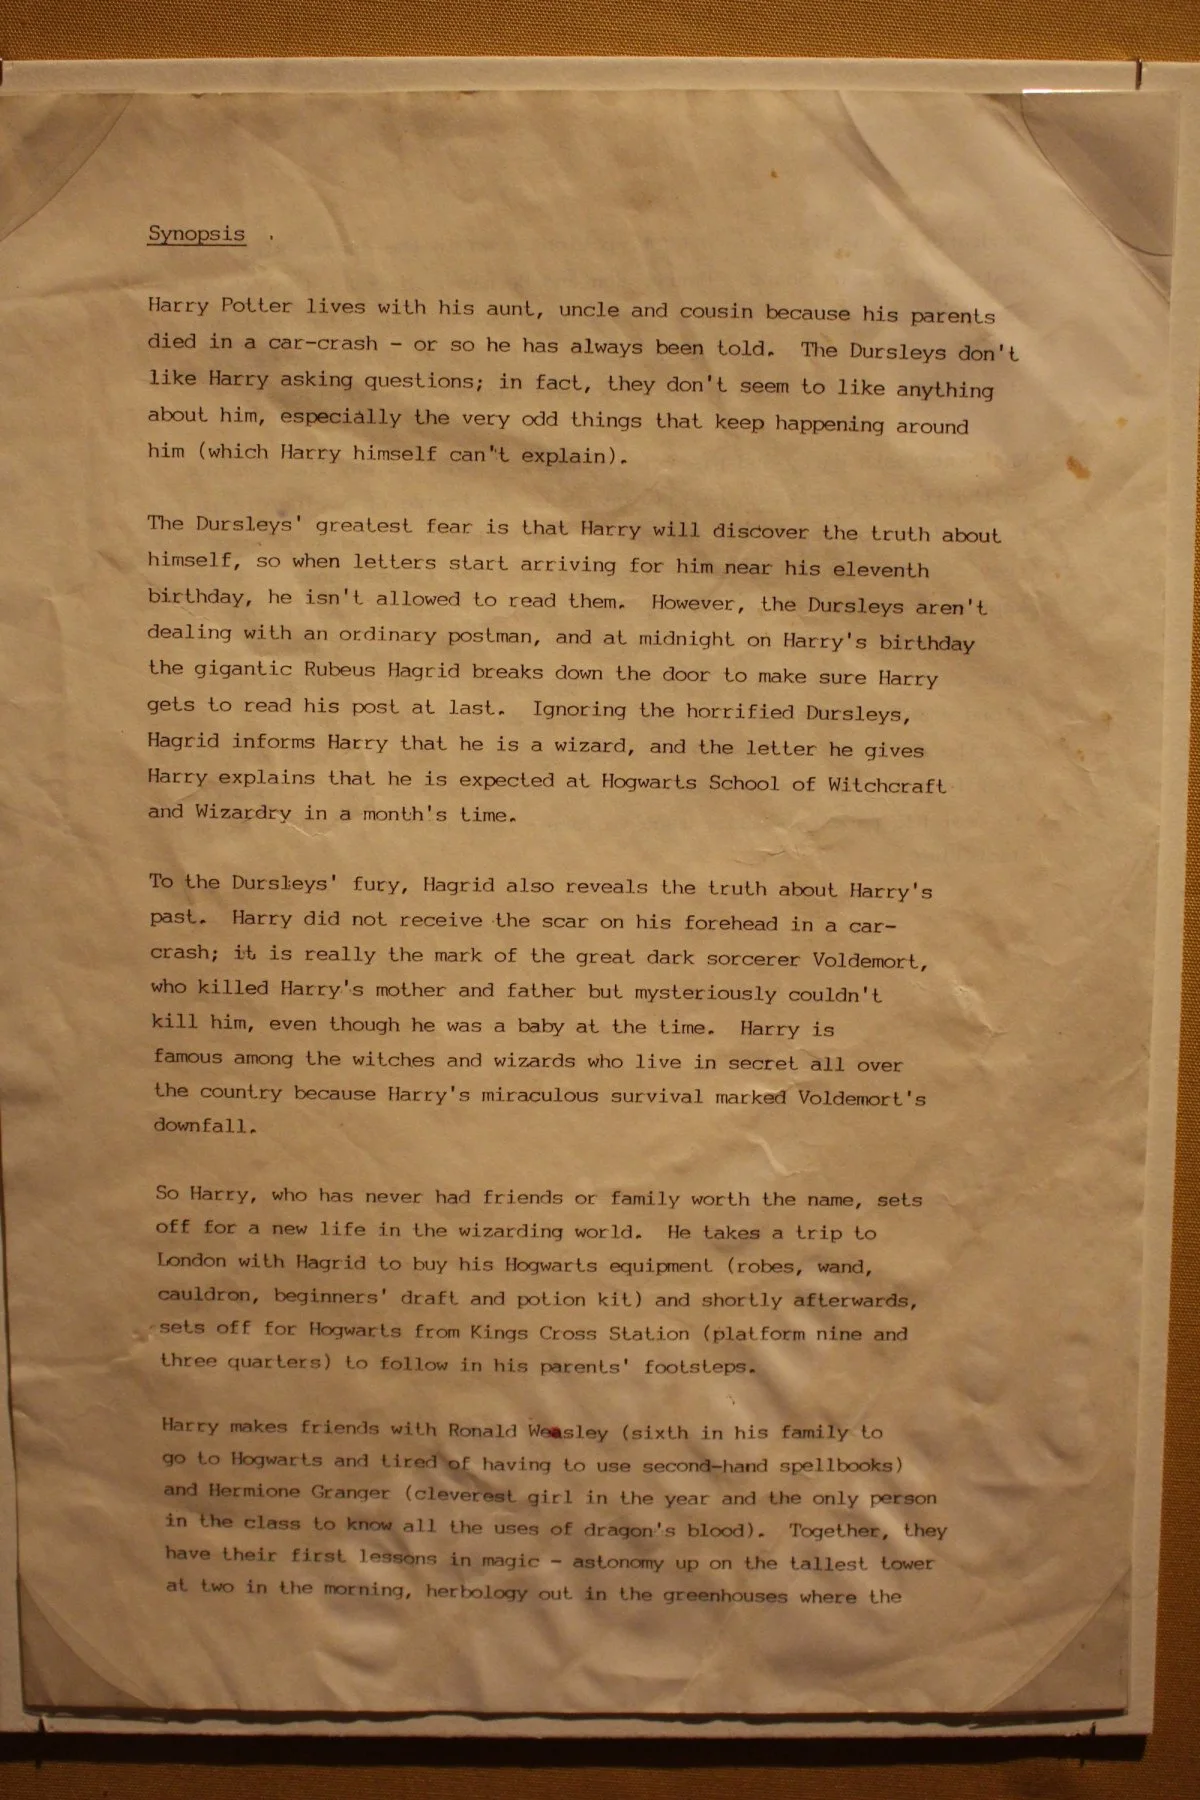 Synopsis
Harry Potter lives with his aunt, uncle and cousin because his parents
died in a car-crash - or so he has always been told.  The Dursleys don't
like Harry asking questions; in fact, they don't seem to like anything
about him, especially the very odd things that keep happening around
him (which Harry himself can't explain).
The Dursleys' greatest fear is that Harry will discover the truth about
himself, so when letters start arriving for him near his eleventh
birthday, he isn't allowed to read them.  However, the Dursleys aren't
dealing with an ordinary postman, and at midnight on Harry's birthday
the gigantic Rubeus Hagrid breaks down the door to make sure Harry
gets to read his post at last.  Ignoring the horrified Dursleys,
Hagrid informs Harry that he is a wizard, and the letter he gives
Harry explains that he is expected at Hogwarts School of Witchcraft
and Wizardry in a month's time.
To the Dursleys' fury, Hagrid also reveals the truth about Harry's
past.  Harry did not receive the scar on his forehead in a car-
crash; it is really the mark of the great dark sorcerer Voldemort,
who killed Harry's mother and father but mysteriously couldn't
kill him, even though he was a baby at the time.  Harry is
famous among the witches and wizards who live in secret all over
the country because Harry's miraculous survival marked Voldemort's
downfall.
So Harry, who has never had friends or family worth the name, sets
off for a new life in the wizarding world.  He takes a trip to
London with Hagrid to buy his Hogwarts equipment (robes, wand,
cauldron, beginners' draft and potion kit) and shortly afterwards,
sets off for Hogwarts from Kings Cross Station (platform nine and
three quarters) to follow in his parents' footsteps.
Harry makes friends with Ronald Weasley (sixth in his family to
go to Hogwarts and tired of having to use second-hand spellbooks)
and Hermione Granger (cleverest girl in the year and the only person
in the class to know all the uses of dragon's blood).  Together, they
have their first lessons in magic - astonomy up on the tallest tower
at two in the morning, herbology out in the greenhouses where the